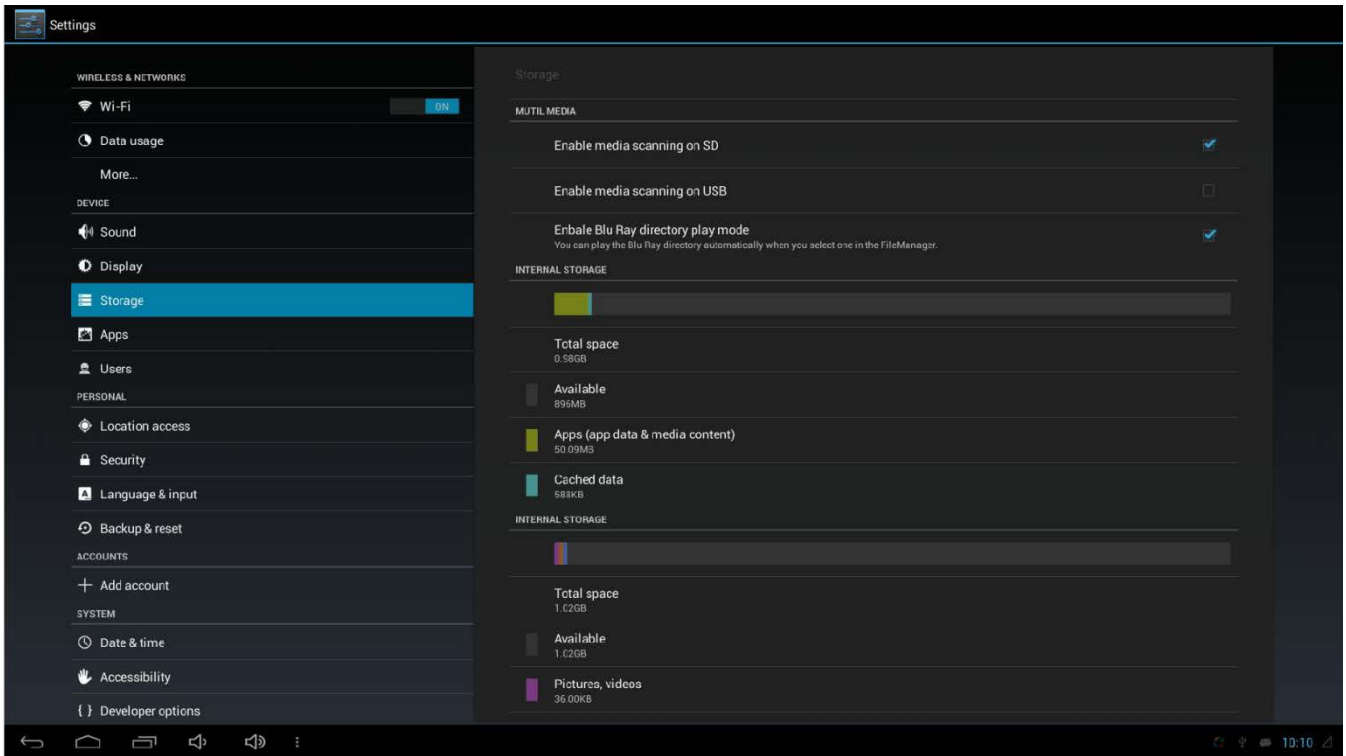 Settings
WIRELESS & NETWORKS
Wi-Fi
ON
Data usage
More...
DEVICE
Sound
Display
Storage
Apps
Users
PERSONAL
Location access
Security
Language & input
Backup & reset
ACCOUNTS
Add account
SYSTEM
Date & time
Accessibility
{ } Developer options
Storage
MUTIL MEDIA
Enable media scanning on SD
Enable media scanning on USB
Enbale Blu Ray directory play mode
You can play the Blu Ray directory automatically when you select one in the FileManager.
INTERNAL STORAGE
Total space
0.98GB
Available
896MB
Apps (app data & media content)
50.09MB
Cached data
588KB
INTERNAL STORAGE
Total space
1.02GB
Available
1.02GB
Pictures, videos
36.00KB
10:10